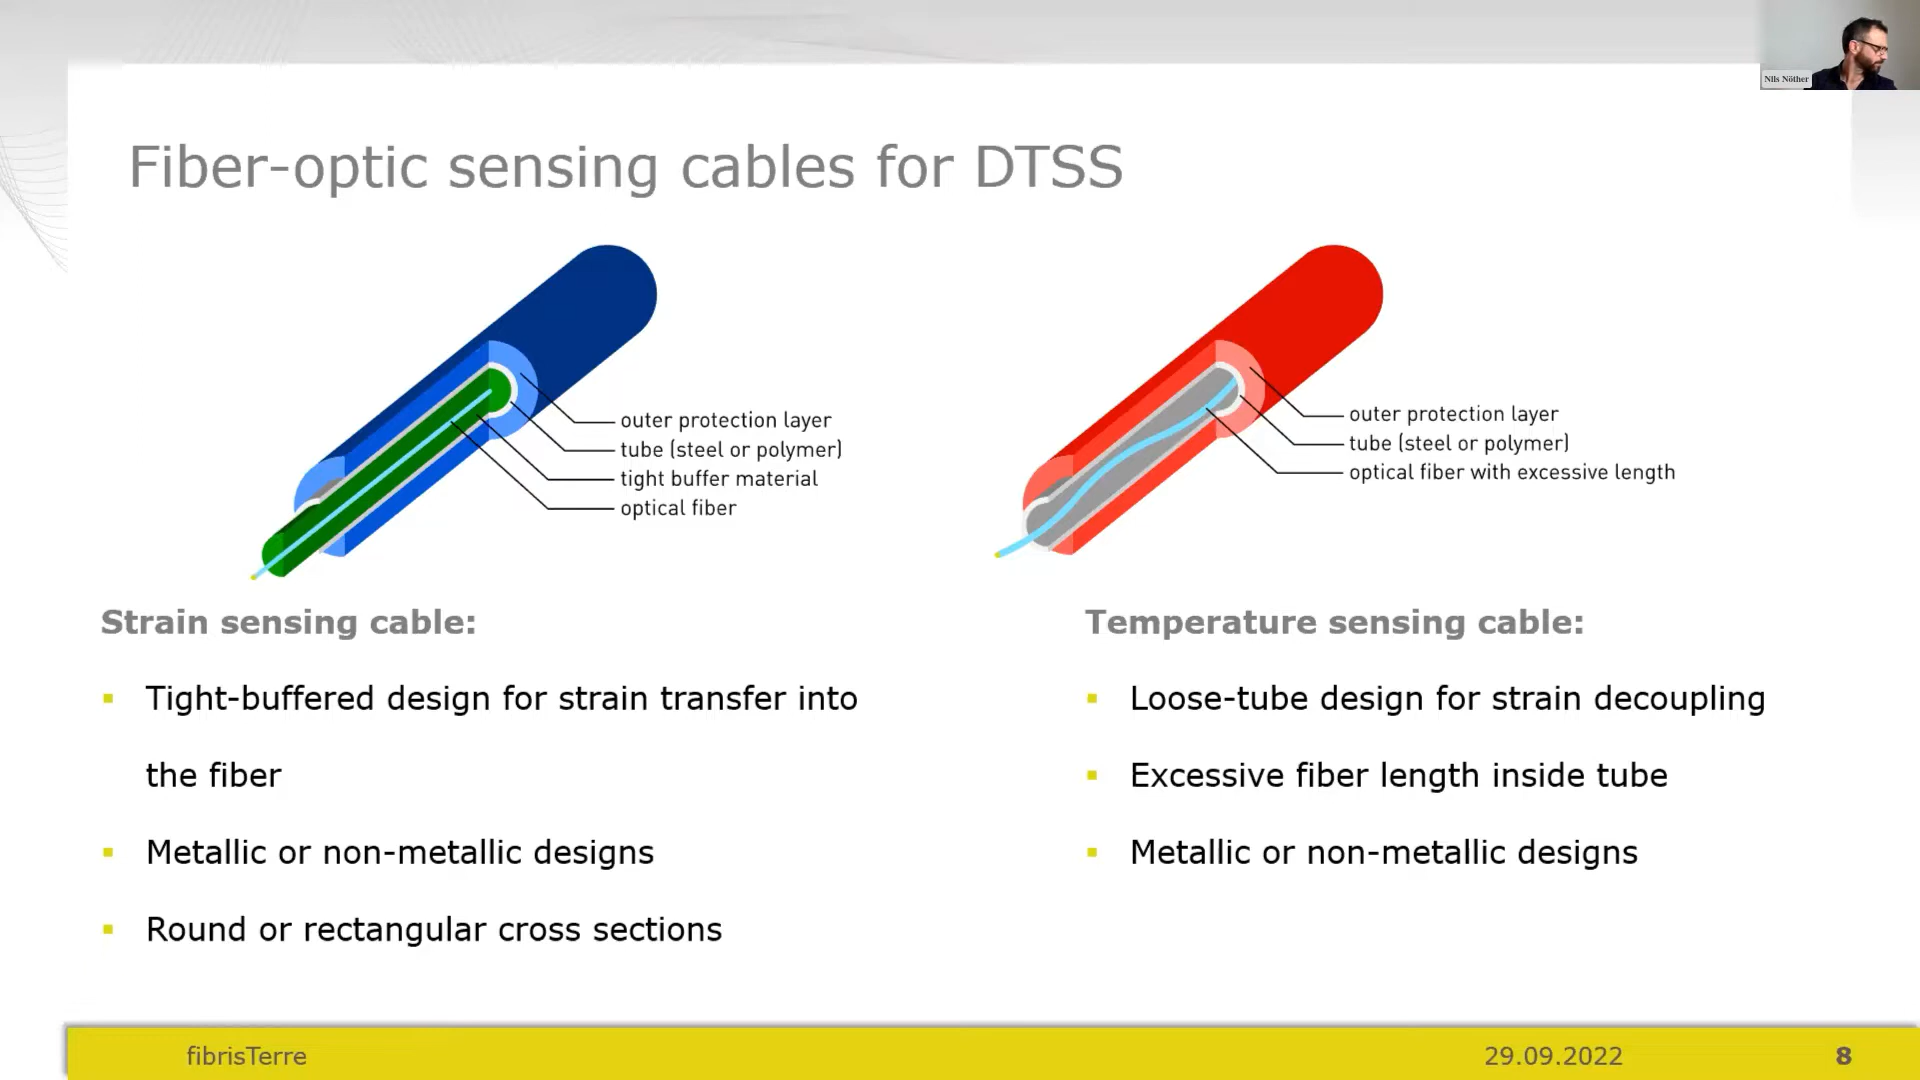 Nils Nöther
Fiber-optic sensing cables for DTSS
outer protection layer
tube (steel or polymer)
tight buffer material
optical fiber
outer protection layer
tube (steel or polymer)
optical fiber with excessive length
Strain sensing cable:
▪ Tight-buffered design for strain transfer into
the fiber
▪ Metallic or non-metallic designs
▪ Round or rectangular cross sections
Temperature sensing cable:
▪ Loose-tube design for strain decoupling
▪ Excessive fiber length inside tube
▪ Metallic or non-metallic designs
fibrisTerre
29.09.2022
8